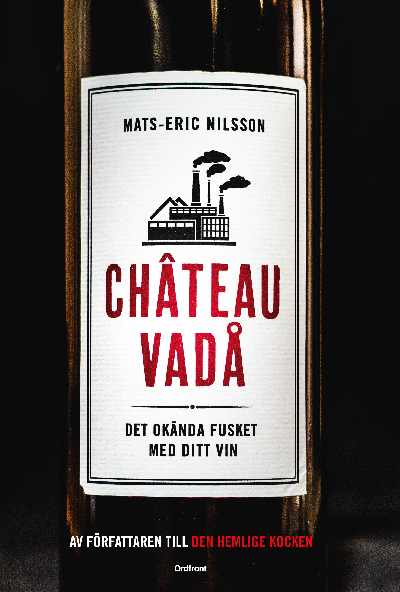 MATS-ERIC NILSSON
CHÂTEAU
VADÅ
DET OKÄNDA FUSKET
MED DITT VIN
AV FÖRFATTAREN TILL DEN HEMLIGE KOCKEN
Ordfront